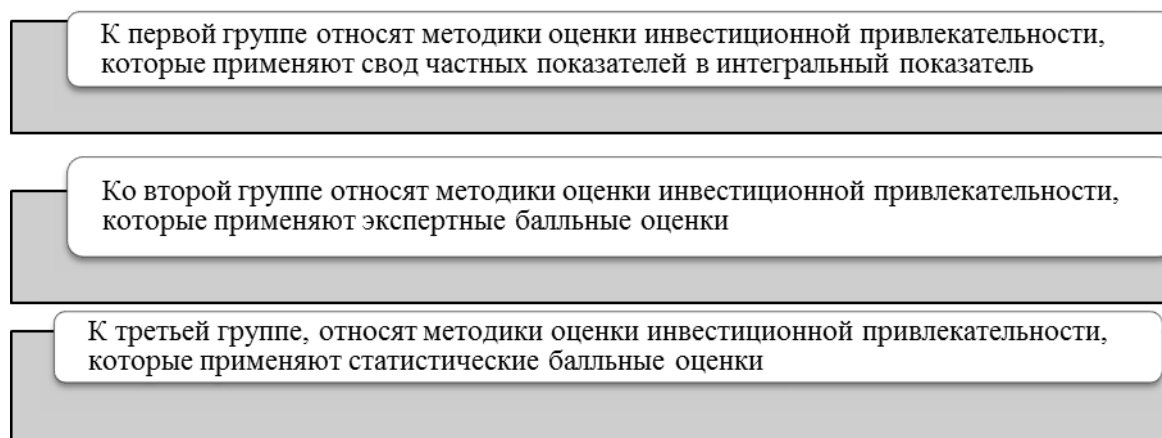 К первой группе относят методики оценки инвестиционной привлекательности,
которые применяют свод частных показателей в интегральный показатель
Ко второй группе относят методики оценки инвестиционной привлекательности,
которые применяют экспертные балльные оценки
К третьей группе, относят методики оценки инвестиционной привлекательности,
которые применяют статистические балльные оценки